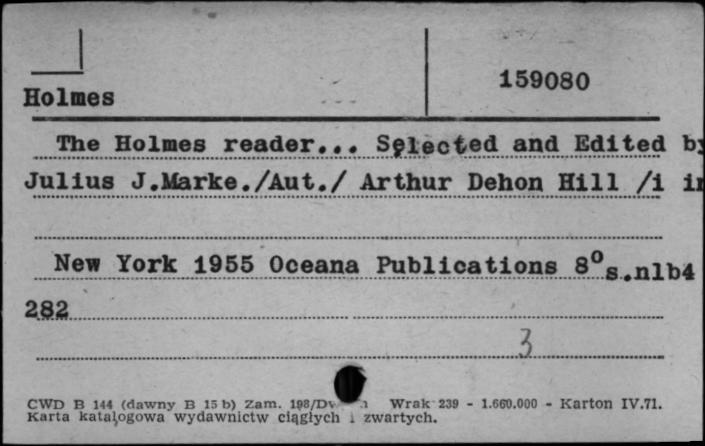 159080
Holmes
The Holmes reader... Selected and Edited by
Julius J.Marke./Aut./ Arthur Dehon Hill /i in
New York 1955 Oceana Publications 8° s.nlb4
282
3
CWD B 144 (dawny B 15 b) Zam. 198/ Wrak 239 - 1.660.000 - Karton IV.71.
Karta katalogowa wydawnictw ciągłych i zwartych.